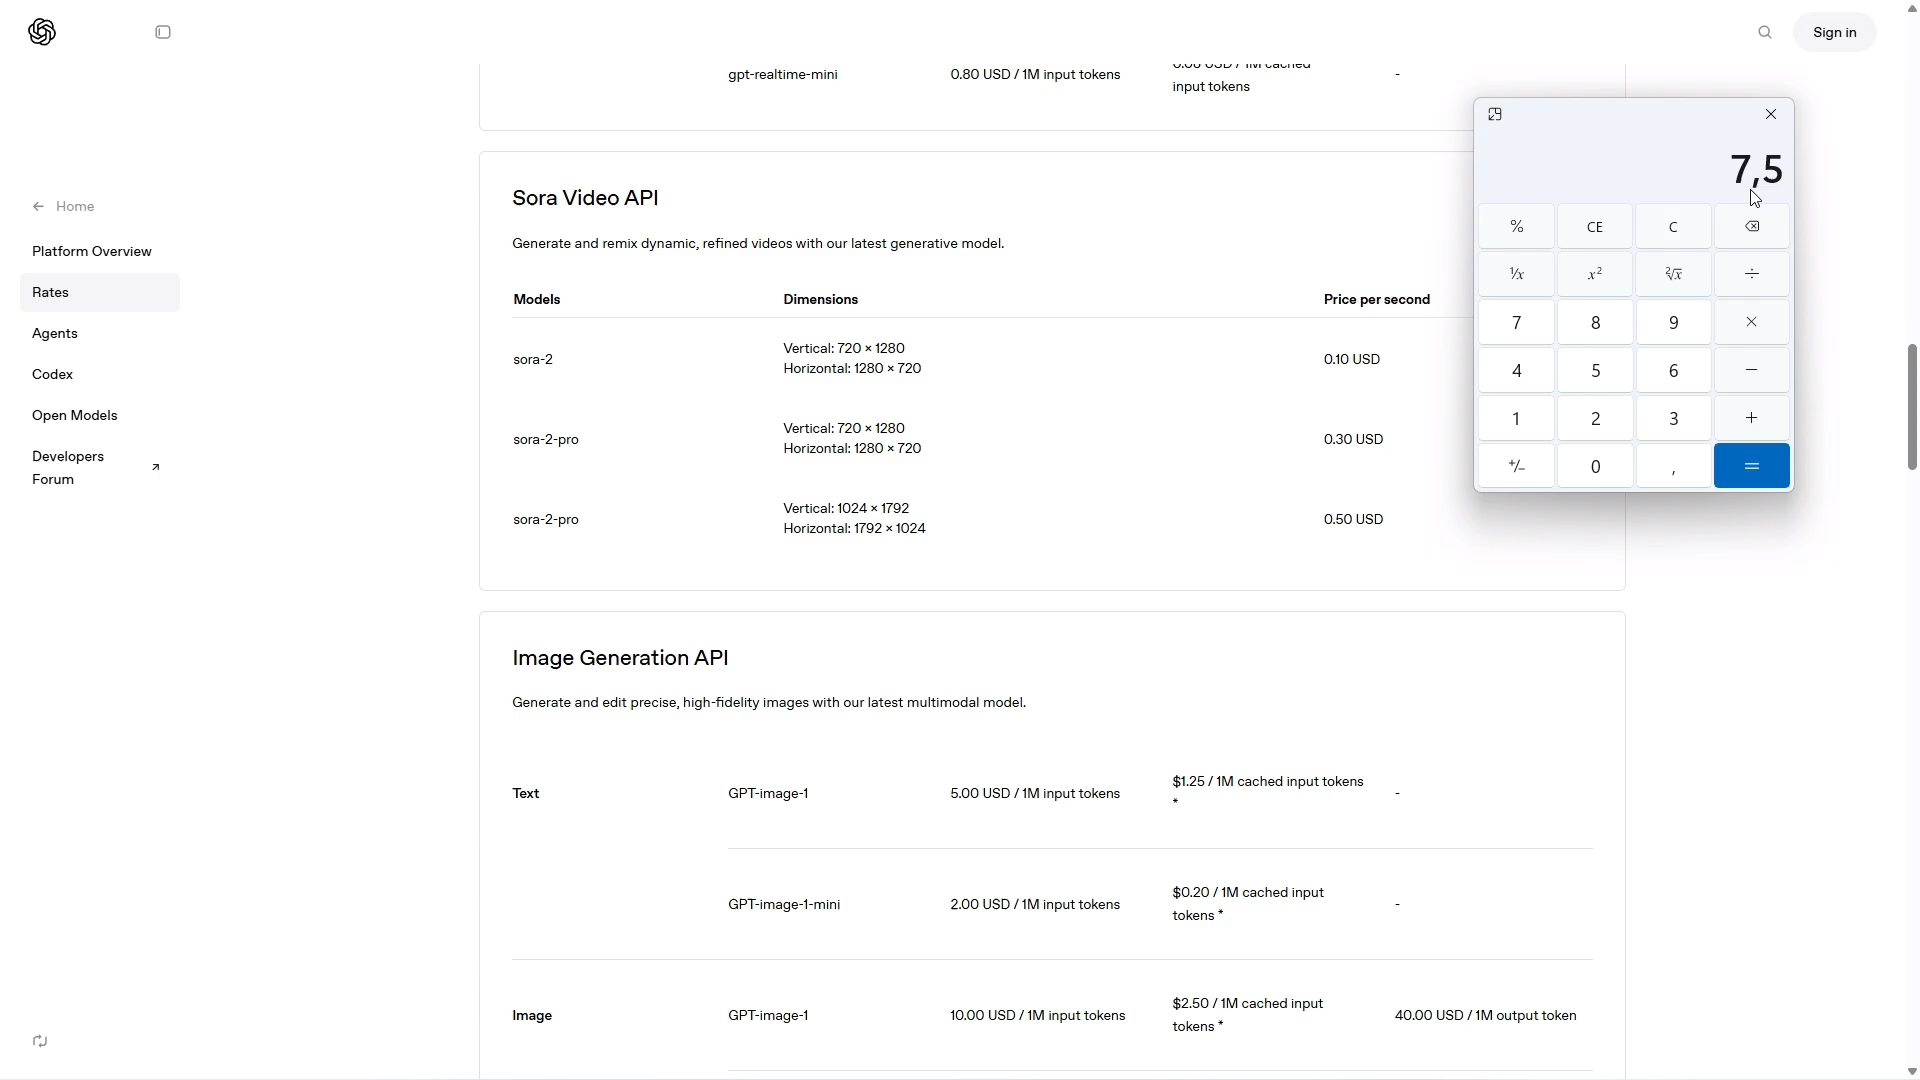 Sign in
gpt-realtime-mini
0.80 USD / 1M input tokens
input tokens
-
Home
Platform Overview
Rates
Agents
Codex
Open Models
Developers
Forum
Sora Video API
Generate and remix dynamic, refined videos with our latest generative model.
Models
Dimensions
Price per second
sora-2
Vertical: 720 × 1280
Horizontal: 1280 × 720
0.10 USD
sora-2-pro
Vertical: 720 × 1280
Horizontal: 1280 × 720
0.30 USD
sora-2-pro
Vertical: 1024 × 1792
Horizontal: 1792 × 1024
0.50 USD
7,5
% CE C
¹/x x² ²√x ÷
7 8 9 ×
4 5 6 −
1 2 3 +
+/− 0 , =
Image Generation API
Generate and edit precise, high-fidelity images with our latest multimodal model.
Text
GPT-image-1
5.00 USD / 1M input tokens
$1.25 / 1M cached input tokens
*
-
GPT-image-1-mini
2.00 USD / 1M input tokens
$0.20 / 1M cached input
tokens *
-
Image
GPT-image-1
10.00 USD / 1M input tokens
$2.50 / 1M cached input
tokens *
40.00 USD / 1M output token